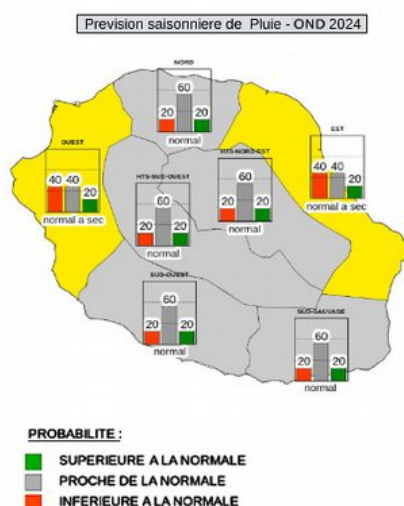 Prevision saisonniere de Pluie - OND 2024
NORD
20 60 20
normal
OUEST
40 40 20
normal a sec
EST
40 40 20
normal a sec
HTS-NORD-EST
20 60 20
normal
HTS-SUD-OUEST
20 60 20
normal
SUD-OUEST
20 60 20
normal
SUD-SAUVAGE
20 60 20
normal
PROBABILITE :
SUPERIEURE A LA NORMALE
PROCHE DE LA NORMALE
INFERIEURE A LA NORMALE